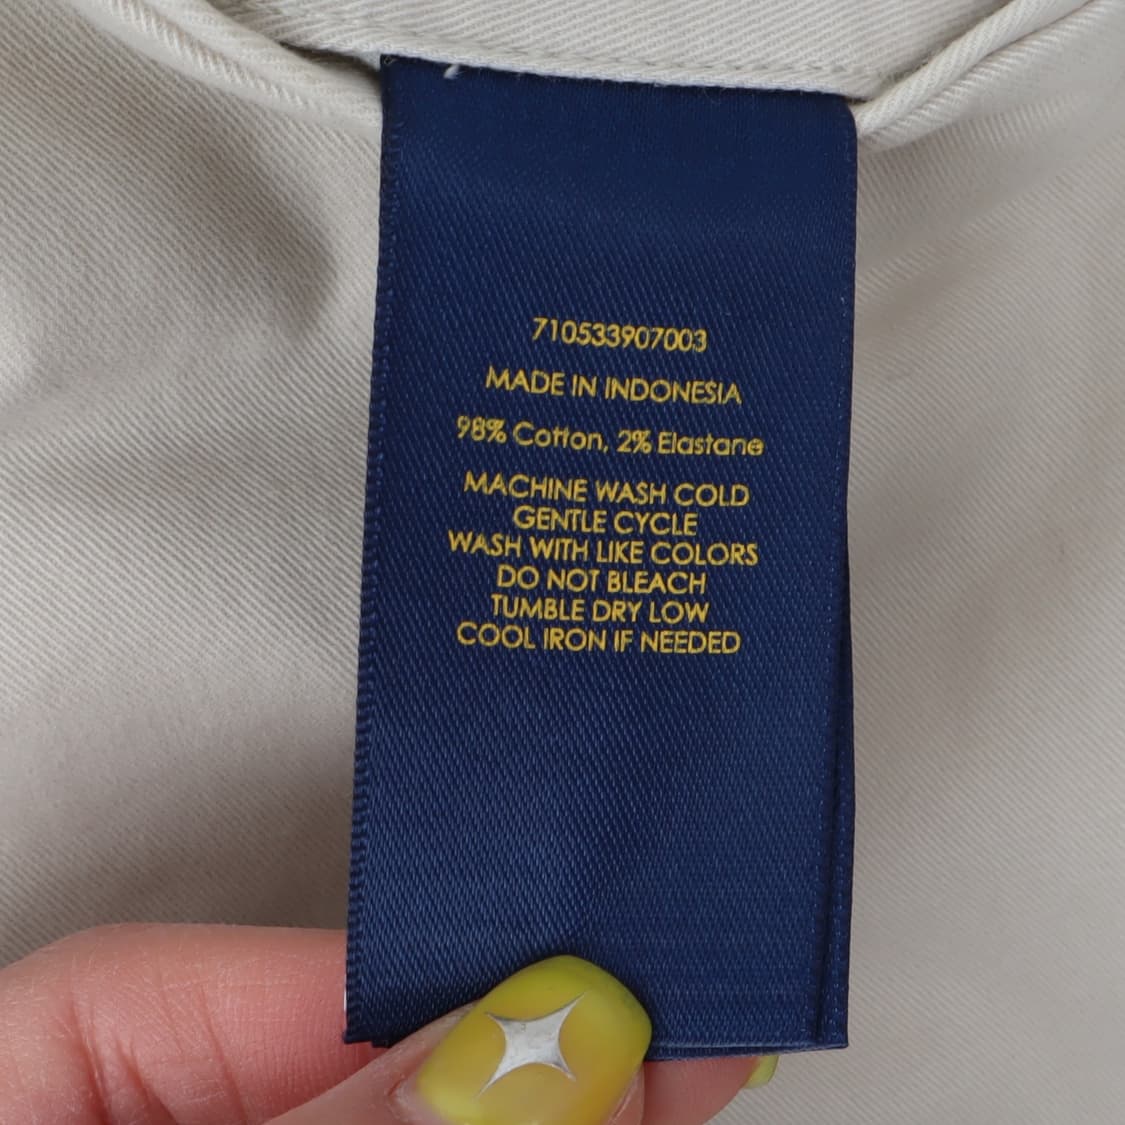 710533907003
MADE IN INDONESIA
98% Cotton, 2% Elastane
MACHINE WASH COLD
GENTLE CYCLE
WASH WITH LIKE COLORS
DO NOT BLEACH
TUMBLE DRY LOW
COOL IRON IF NEEDED